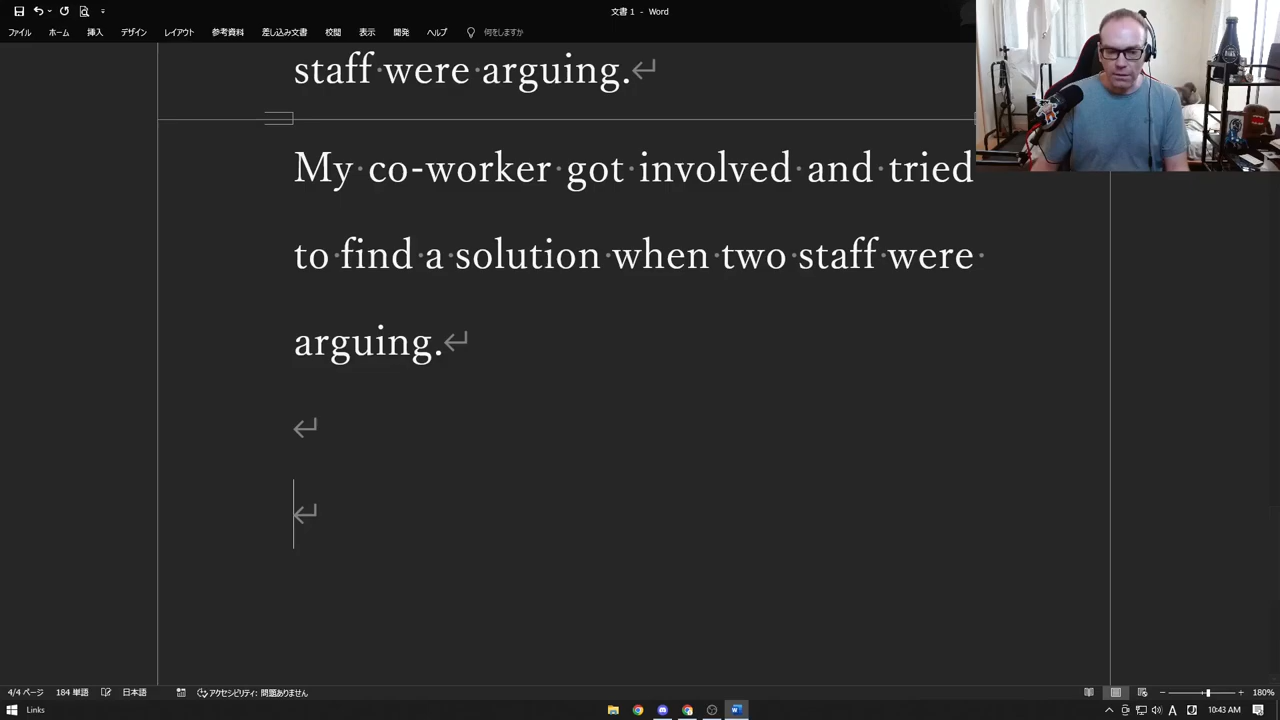 文書 1 - Word
ファイル ホーム 挿入 デザイン レイアウト 参考資料 差し込み文書 校閲 表示 開発 ヘルプ 何をしますか
staff were arguing.
My co-worker got involved and tried
to find a solution when two staff were
arguing.
4/4 ページ 184 単語 日本語 アクセシビリティ: 問題ありません 180%
Links A 10:43 AM